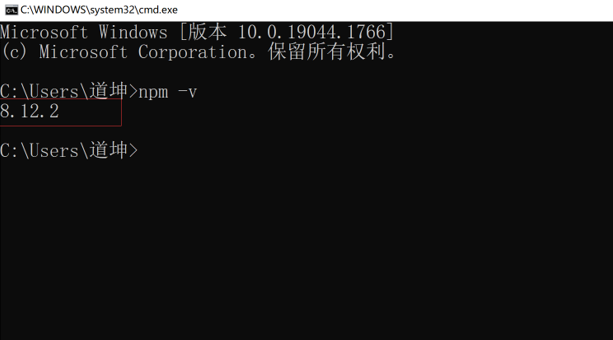 C:\WINDOWS\system32\cmd.exe
Microsoft Windows [版本 10.0.19044.1766]
(c) Microsoft Corporation。保留所有权利。
C:\Users\道坤>npm -v
8.12.2
C:\Users\道坤>